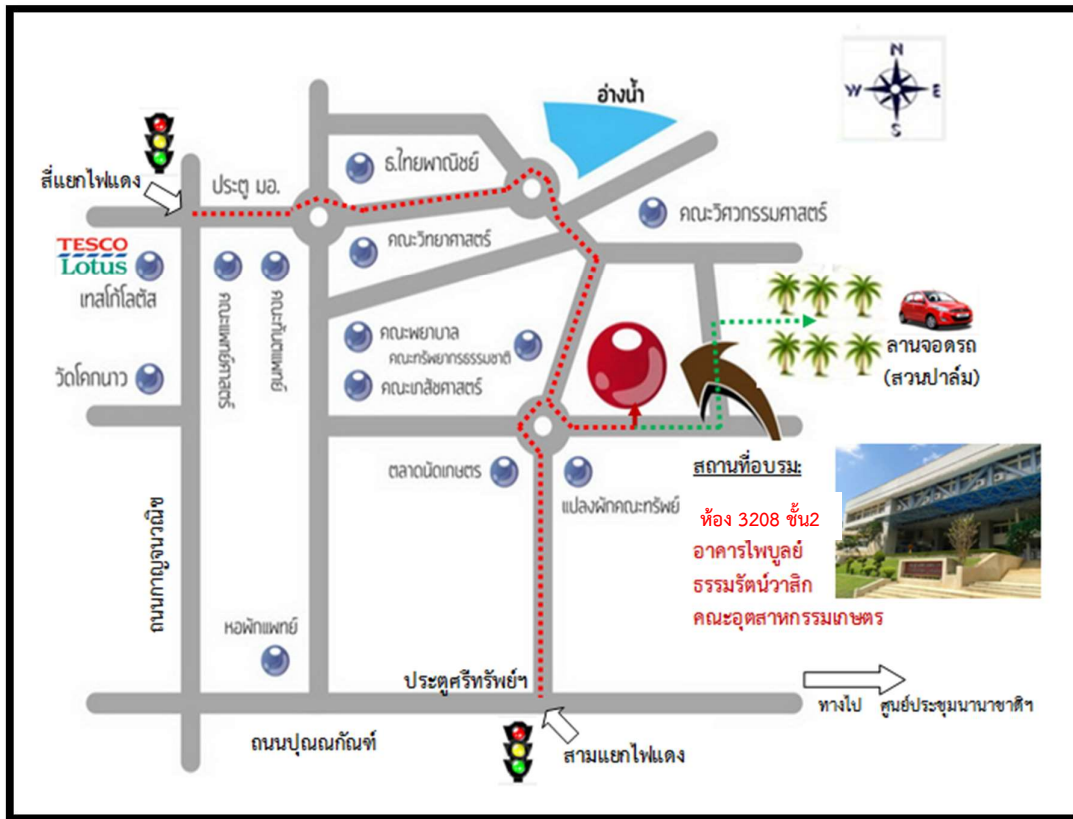 N
W E
S
อ่างน้ำ
สี่แยกไฟแดง
ประตู มอ.
ธ.ไทยพาณิชย์
คณะวิศวกรรมศาสตร์
คณะวิทยาศาสตร์
TESCO
Lotus
เทสโก้โลตัส
คณะแพทย์ศาสตร์
คณะทันตแพทย์
คณะพยาบาล
คณะทรัพยากรธรรมชาติ
คณะเภสัชศาสตร์
วัดโคกนาว
ลานจอดรถ
(สวนปาล์ม)
ตลาดนัดเกษตร
แปลงผักคณะทรัพย์
สถานที่อบรม:
ห้อง 3208 ชั้น2
อาคารไพบูลย์
ธรรมรัตน์วาสิก
คณะอุตสาหกรรมเกษตร
ถนนกาญจนวนิช
หอพักแพทย์
ประตูศรีทรัพย์ฯ
ทางไป ศูนย์ประชุมนานาชาติฯ
ถนนปุณณกัณฑ์
สามแยกไฟแดง